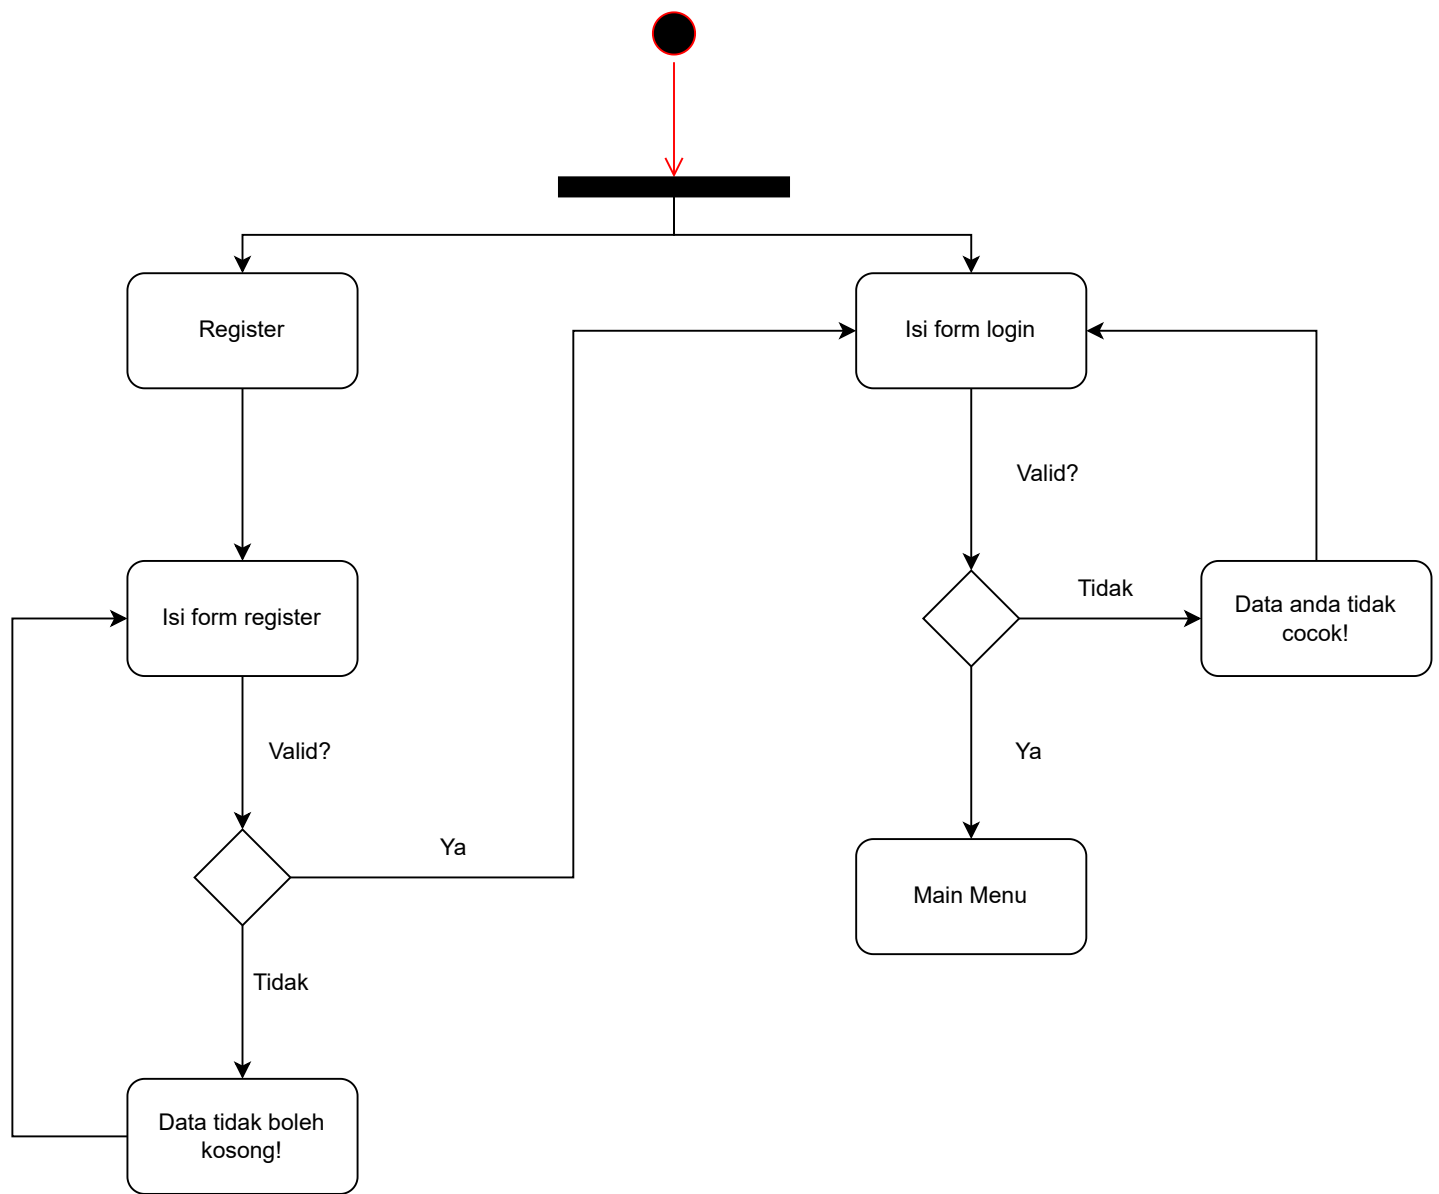 Register
Isi form login
Valid?
Isi form register
Tidak
Data anda tidak
cocok!
Valid?
Ya
Ya
Main Menu
Tidak
Data tidak boleh
kosong!